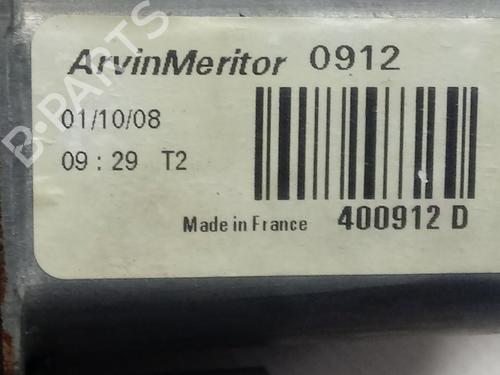 ArvinMeritor 0912
01/10/08
09 : 29 T2
Made in France 400912 D
B-PARTS